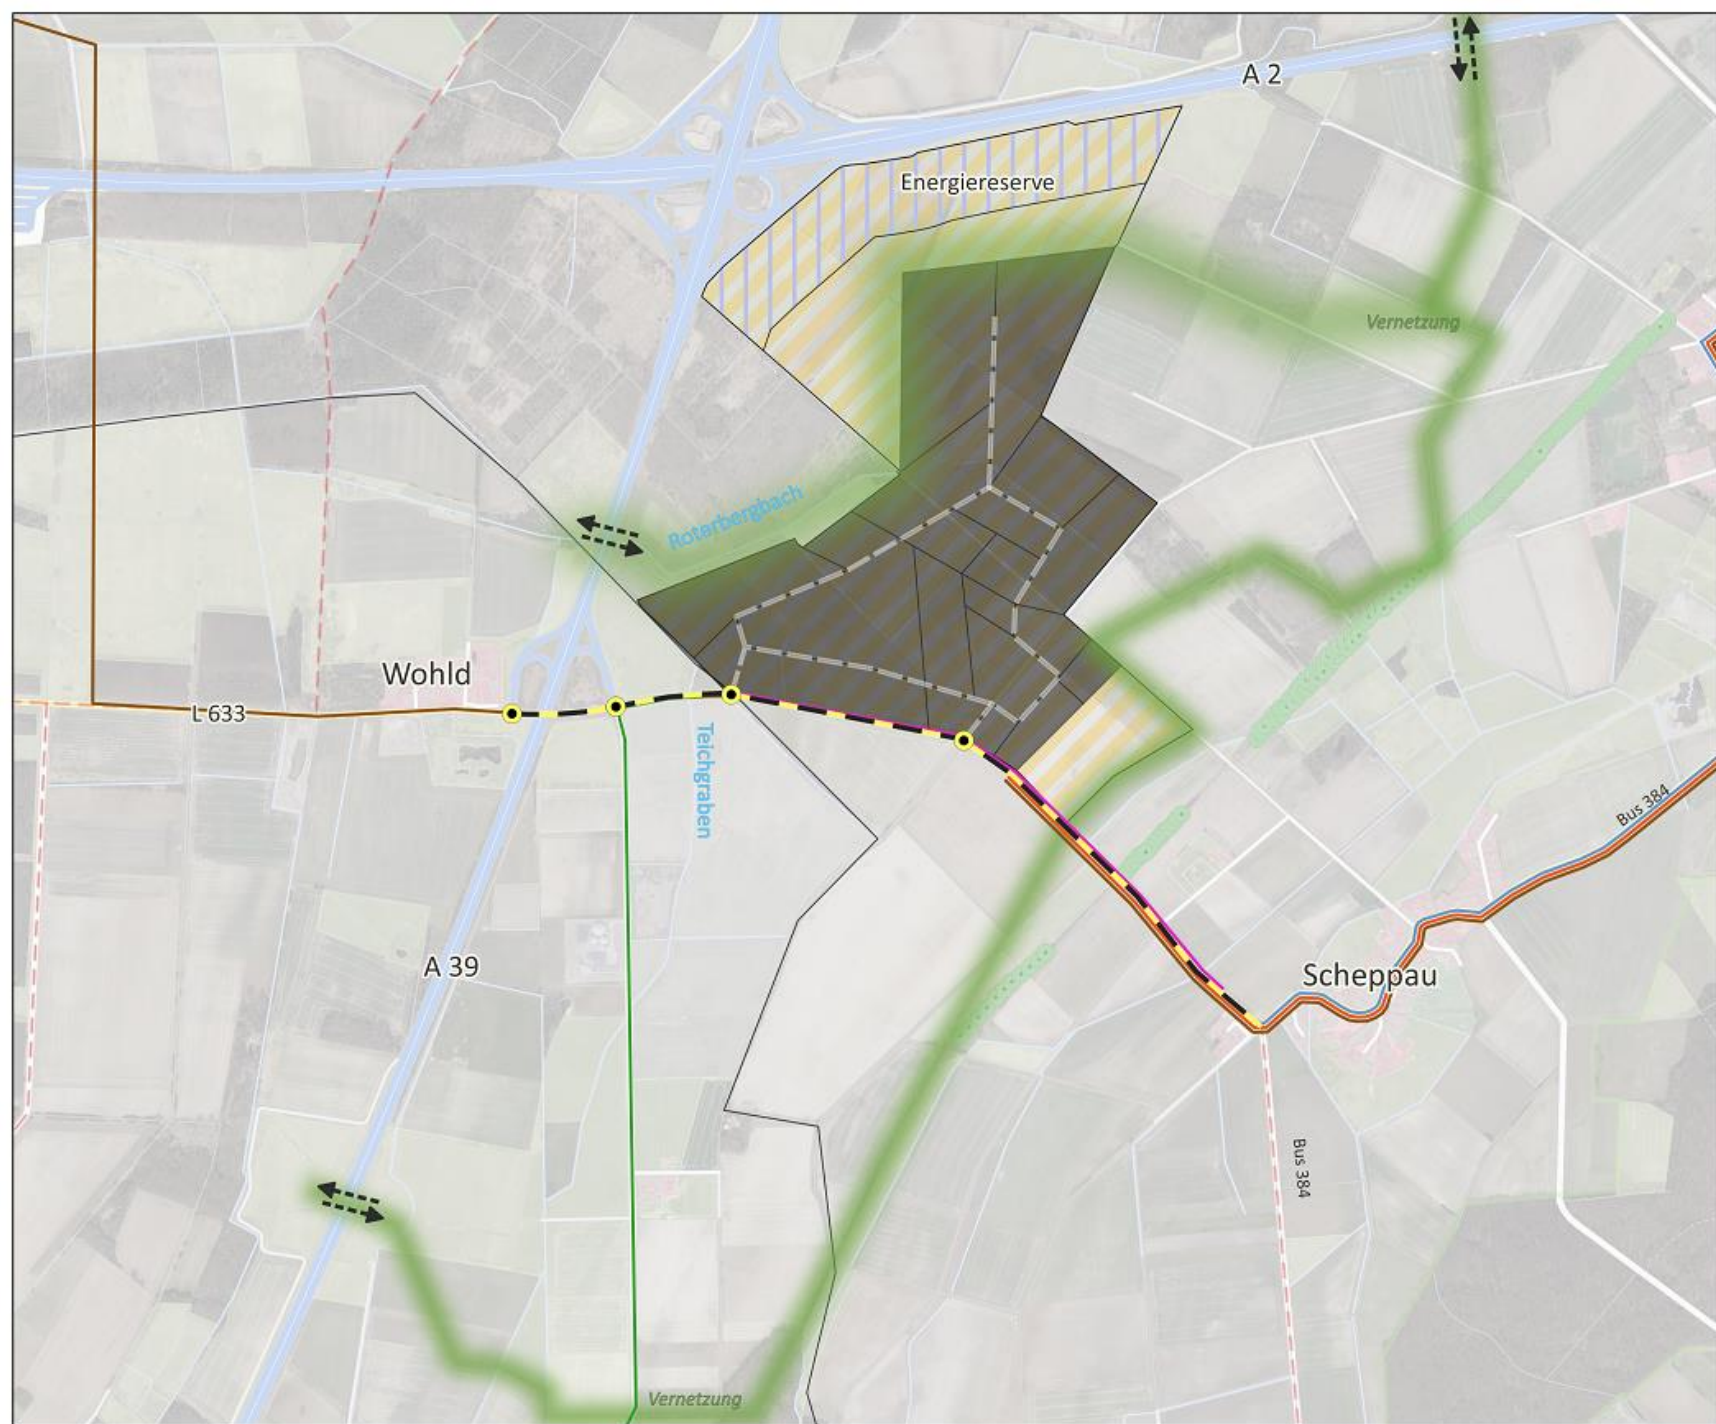 A 2
Energiereserve
Vernetzung
Roterbergbach
Wohld
L 633
Teichgraben
Bus 384
A 39
Scheppau
Bus 384
Vernetzung